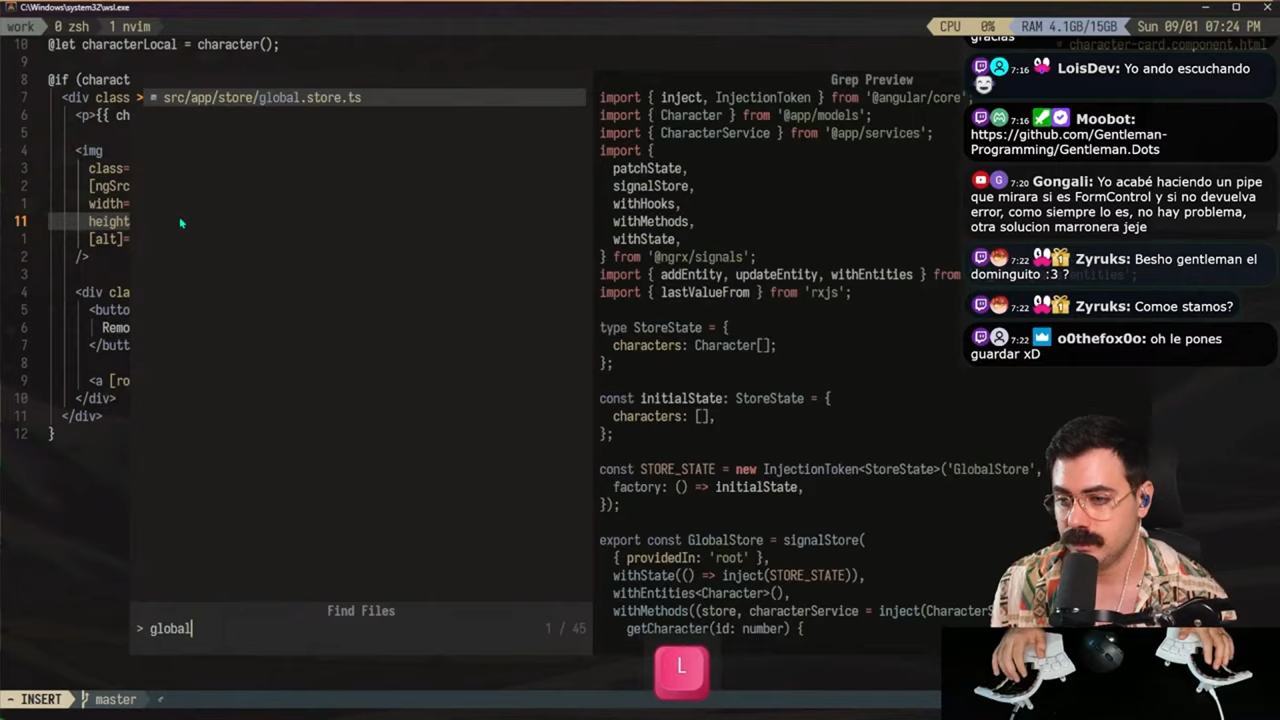 C:\Windows\system32\wsl.exe
work 0 zsh 1 nvim
CPU 0% RAM 4.1GB/15GB Sun 09/01 07:24 PM
10 @let characterLocal = character();
9
8 @if (charact
7 <div class
6 <p>{{ ch
5
4 <img
3 class=
2 [ngSrc
1 width=
11 height
1 [alt]=
2 />
3
4 <div cla
5 <butto
6 Remo
7 </butt
8
9 <a [ro
10 </div>
11 </div>
12 }
> src/app/store/global.store.ts
Find Files
> global
1 / 45
Grep Preview
import { inject, InjectionToken } from '@angular/core';
import { Character } from '@app/models';
import { CharacterService } from '@app/services';
import {
patchState,
signalStore,
withHooks,
withMethods,
withState,
} from '@ngrx/signals';
import { addEntity, updateEntity, withEntities } from
entities';
import { lastValueFrom } from 'rxjs';
type StoreState = {
characters: Character[];
};
const initialState: StoreState = {
characters: [],
};
const STORE_STATE = new InjectionToken<StoreState>('GlobalStore',
factory: () => initialState,
});
export const GlobalStore = signalStore(
{ providedIn: 'root' },
withState(() => inject(STORE_STATE)),
withEntities<Character>(),
withMethods((store, characterService = inject(CharacterS
getCharacter(id: number) {
character-card.component.html
gracias
7:16 LoisDev: Yo ando escuchando
7:16 Moobot:
https://github.com/Gentleman-
Programming/Gentleman.Dots
7:20 Gongali: Yo acabé haciendo un pipe
que mirara si es FormControl y si no devuelva
error, como siempre lo es, no hay problema,
otra solucion marronera jeje
7:22 Zyruks: Besho gentleman el
dominguito :3 ?
7:22 Zyruks: Comoe stamos?
7:22 o0thefox0o: oh le pones
guardar xD
L
- INSERT master